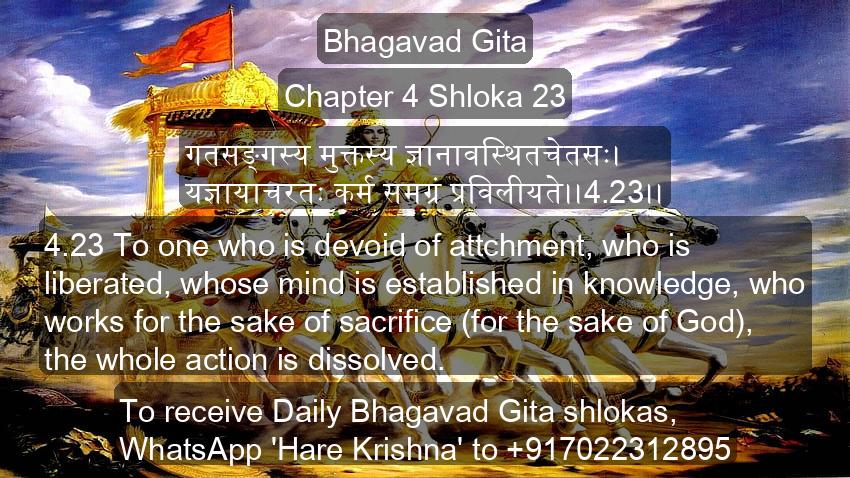 Bhagavad Gita
Chapter 4 Shloka 23
गतसङ्गस्य मुक्तस्य ज्ञानावस्थितचेतसः।
यज्ञायाचरतः कर्म समग्रं प्रविलीयते।।4.23।।
4.23 To one who is devoid of attchment, who is
liberated, whose mind is established in knowledge, who
works for the sake of sacrifice (for the sake of God),
the whole action is dissolved.
To receive Daily Bhagavad Gita shlokas,
WhatsApp 'Hare Krishna' to +917022312895